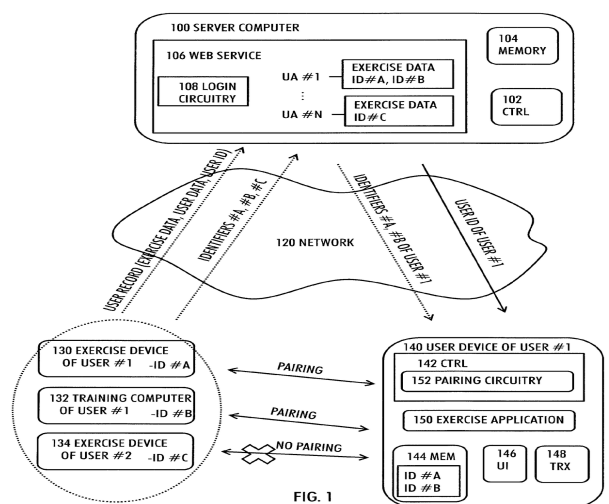 100 SERVER COMPUTER
106 WEB SERVICE
108 LOGIN
CIRCUITRY
UA #1
EXERCISE DATA
ID#A, ID#B
UA #N
EXERCISE DATA
ID#C
104
MEMORY
102
CTRL
USER RECORD (EXERCISE DATA, USER DATA, USER ID)
IDENTIFIERS #A, #B, #C
120 NETWORK
IDENTIFIERS #A, #B OF USER #1
USER ID OF USER #1
130 EXERCISE DEVICE
OF USER #1 -ID #A
132 TRAINING COMPUTER
OF USER #1 -ID #B
134 EXERCISE DEVICE
OF USER #2 -ID #C
PAIRING
PAIRING
NO PAIRING
140 USER DEVICE OF USER #1
142 CTRL
152 PAIRING CIRCUITRY
150 EXERCISE APPLICATION
144 MEM
ID #A
ID #B
146
UI
148
TRX
FIG. 1